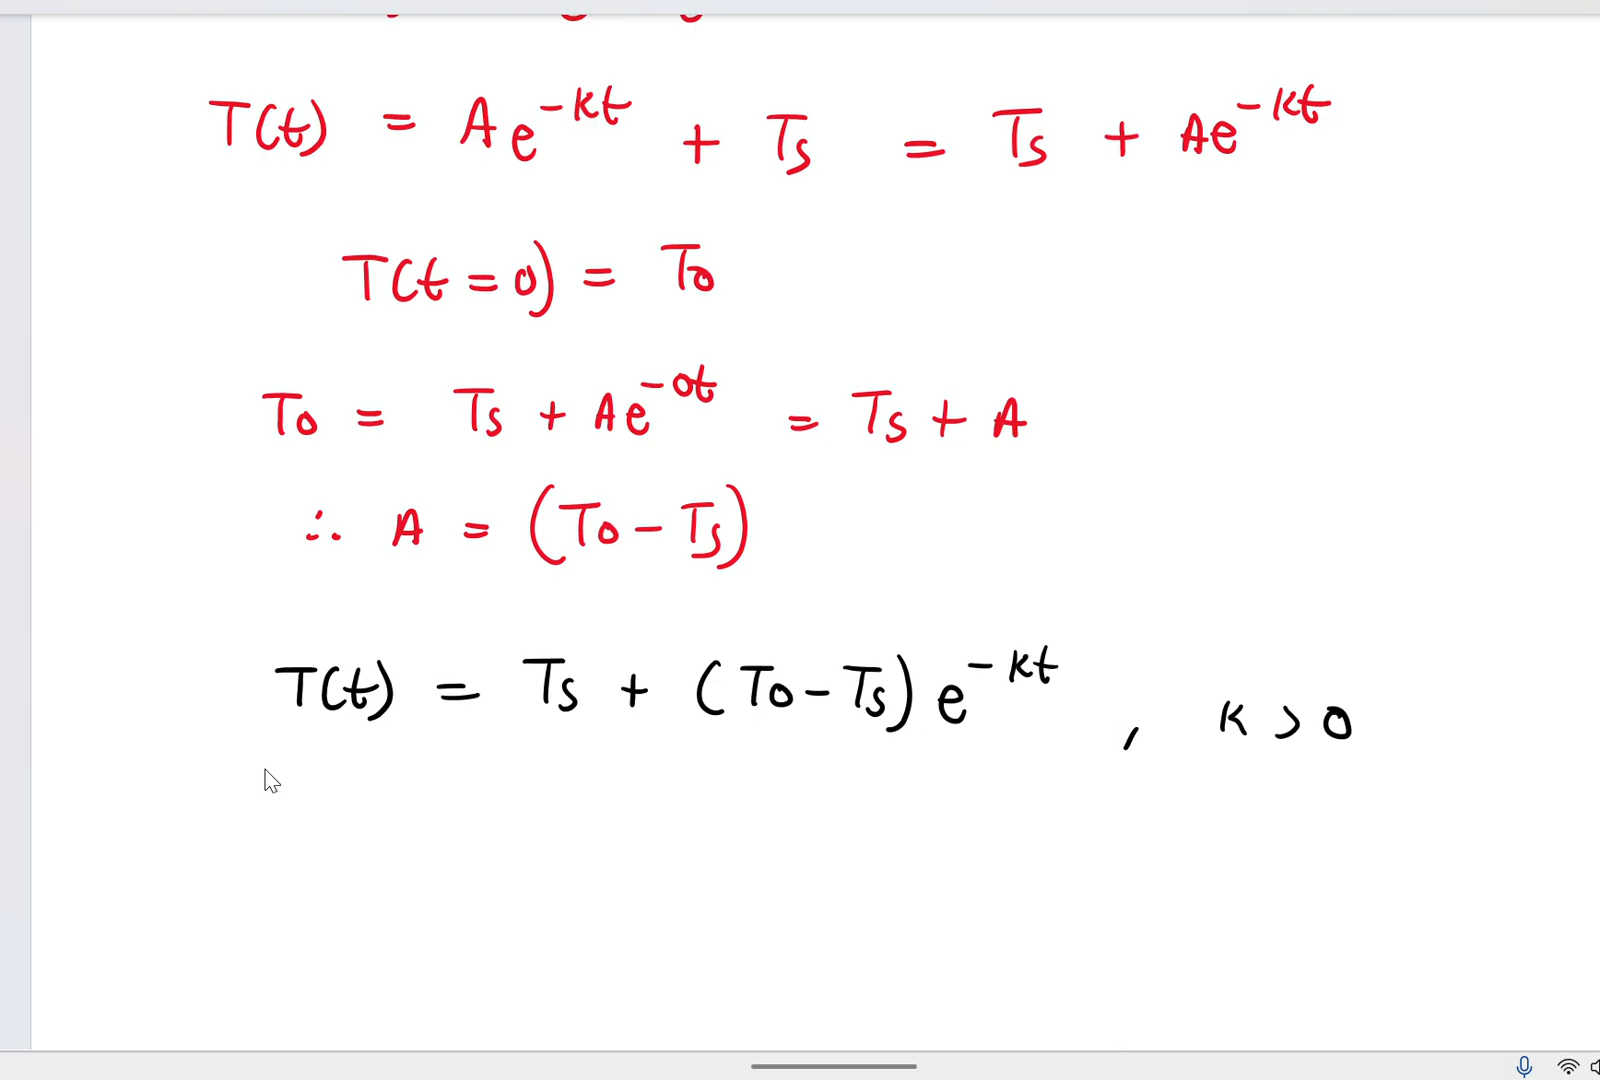 T(t) = Ae^{-kt} + Ts = Ts + Ae^{-kt}
T(t=0) = To
To = Ts + Ae^{-0t} = Ts + A
∴ A = (To - Ts)
T(t) = Ts + (To - Ts) e^{-kt} , k > 0